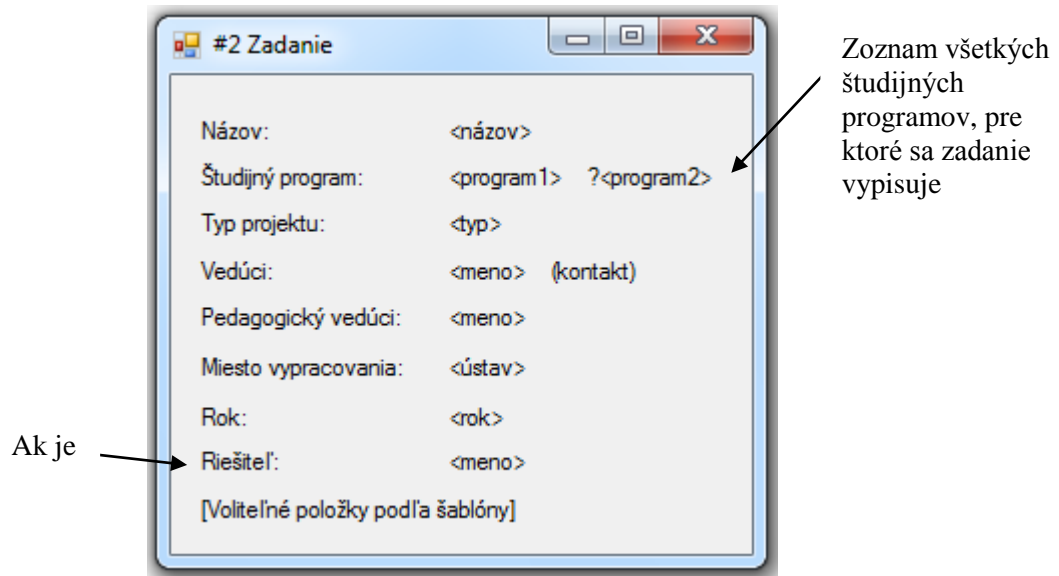 #2 Zadanie
Názov: <názov>
Študijný program: <program1> ?<program2>
Typ projektu: <typ>
Vedúci: <meno> (kontakt)
Pedagogický vedúci: <meno>
Miesto vypracovania: <ústav>
Rok: <rok>
Riešiteľ: <meno>
[Voliteľné položky podľa šablóny]
Zoznam všetkých
študijných
programov, pre
ktoré sa zadanie
vypisuje
Ak je